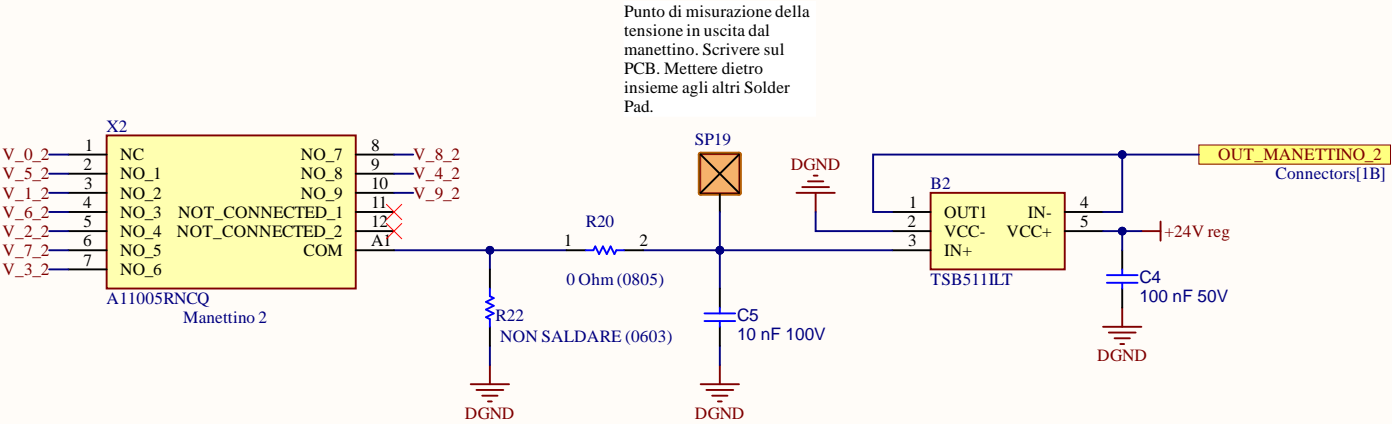 Punto di misurazione della
tensione in uscita dal
manettino. Scrivere sul
PCB. Mettere dietro
insieme agli altri Solder
Pad.
X2
V_0_2 1 NC NO_7 8 V_8_2
V_5_2 2 NO_1 NO_8 9 V_4_2
V_1_2 3 NO_2 NO_9 10 V_9_2
V_6_2 4 NO_3 NOT_CONNECTED_1 11
V_2_2 5 NO_4 NOT_CONNECTED_2 12
V_7_2 6 NO_5 COM A1
V_3_2 7 NO_6
A11005RNCQ
Manettino 2
R20
1 2
0 Ohm (0805)
R22
NON SALDARE (0603)
DGND
SP19
C5
10 nF 100V
DGND
DGND
B2
1 OUT1 IN- 4
2 VCC- VCC+ 5
3 IN+
TSB511ILT
OUT_MANETTINO_2
Connectors[1B]
+24V reg
C4
100 nF 50V
DGND